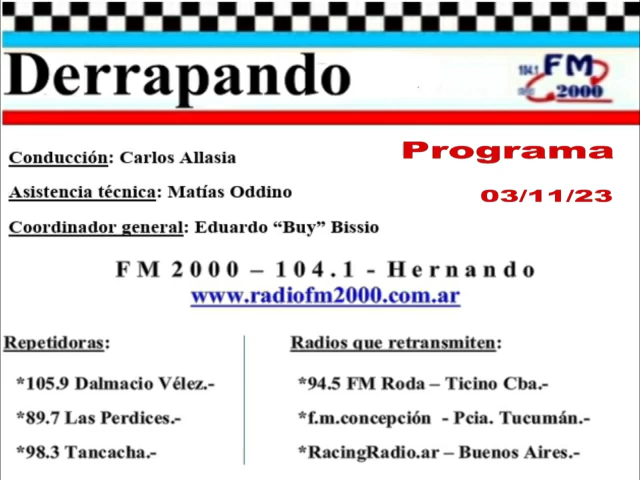 Derrapando
104.1 FM
2000
Conducción: Carlos Allasia
Programa
Asistencia técnica: Matías Oddino
03/11/23
Coordinador general: Eduardo “Buy” Bissio
FM 2000 – 104.1 - Hernando
www.radiofm2000.com.ar
Repetidoras:
*105.9 Dalmacio Vélez.-
*89.7 Las Perdices.-
*98.3 Tancacha.-
Radios que retransmiten:
*94.5 FM Roda – Ticino Cba.-
*f.m.concepción - Pcia. Tucumán.-
*RacingRadio.ar – Buenos Aires.-